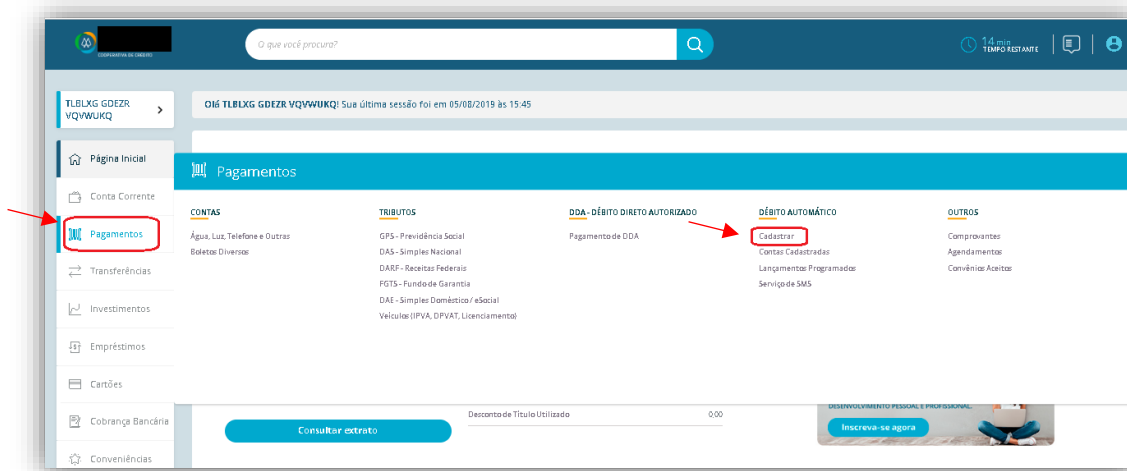 COOPERATIVA DE CRÉDITO
O que você procura?
14 min
TEMPO RESTANTE
TLBLXG GDEZR
VQVWUKQ
Olá TLBLXG GDEZR VQVWUKQ! Sua última sessão foi em 05/08/2019 às 15:45
Página Inicial
Conta Corrente
Pagamentos
Transferências
Investimentos
Empréstimos
Cartões
Cobrança Bancária
Conveniências
Pagamentos
CONTAS
Água, Luz, Telefone e Outras
Boletos Diversos
TRIBUTOS
GPS - Previdência Social
DAS - Simples Nacional
DARF - Receitas Federais
FGTS - Fundo de Garantia
DAE - Simples Doméstico / eSocial
Veículos (IPVA, DPVAT, Licenciamento)
DDA - DÉBITO DIRETO AUTORIZADO
Pagamento de DDA
DÉBITO AUTOMÁTICO
Cadastrar
Contas Cadastradas
Lançamentos Programados
Serviço de SMS
OUTROS
Comprovantes
Agendamentos
Convênios Aceitos
Consultar extrato
Desconto de Título Utilizado 0,00
DESENVOLVIMENTO PESSOAL E PROFISSIONAL.
Inscreva-se agora